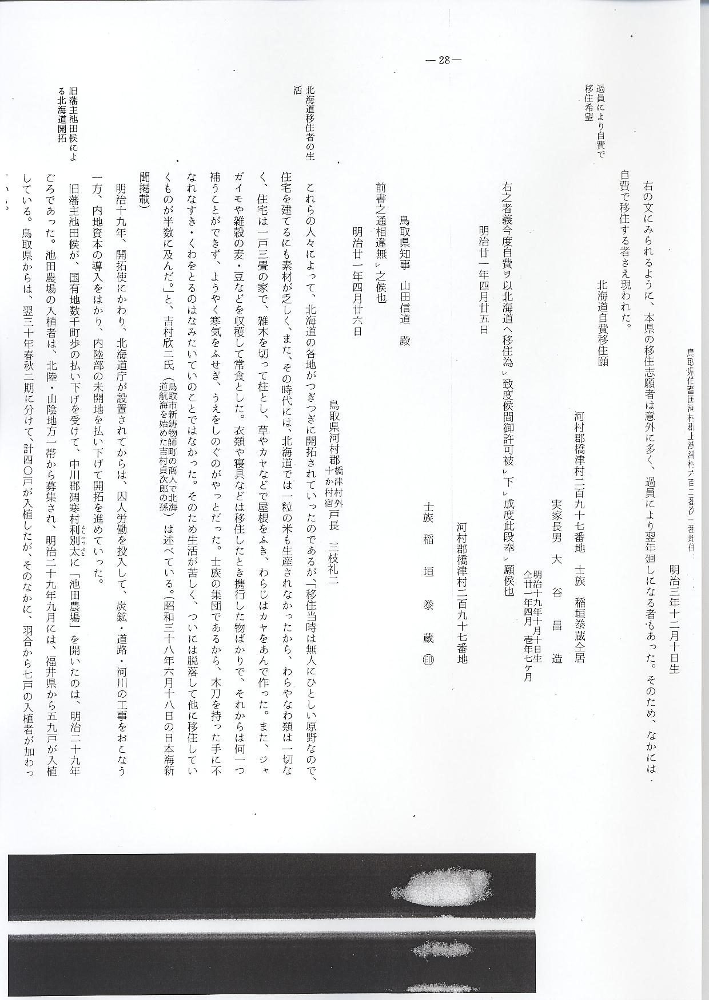 ―28―
鳥取県伯耆国河村郡上浅津村六百
明治三年十二月十日生
右の文にみられるように、本県の移住志願者は意外に多く、過員により翌年廻しになる者もあった。そのため、なかには
自費で移住する者さえ現われた。
過員により自費で
移住希望
北海道自費移住願
河村郡橋津村二百九十七番地 士族 稲垣泰蔵仝居
実家長男 大谷昌造
明治十九年十月十日生
仝廿一年四月 壱年七ケ月
右之者義今度自費ヲ以北海道ヘ移住為レ致度候間御許可被レ下レ成度此段奉レ願候也
明治廿一年四月廿五日
河村郡橋津村二百九十七番地
士族 稲垣泰蔵 ㊞
鳥取県知事 山田信道 殿
前書之通相違無レ之候也
明治廿一年四月廿六日
鳥取県河村郡橋津村外十か村宿戸長 三枝礼二
北海道移住者の生
活
これらの人々によって、北海道の各地がつぎつぎに開拓されていったのであるが、「移住当時は無人にひとしい原野なので、
住宅を建てるにも素材が乏しく、また、その時代には、北海道では一粒の米も生産されなかったから、わらやなわ類は一切な
く、住宅は一戸三畳の家で、雑木を切って柱とし、草やカヤなどで屋根をふき、わらじはカヤをあんで作った。また、ジャ
ガイモや雑穀の麦・豆などを収穫して常食とした。衣類や寝具などは移住したとき携行した物ばかりで、それからは何一つ
補うことができず、ようやく寒気をふせぎ、うえをしのぐのがやっとだった。士族の集団であるから、木刀を持った手に不
なれなすき・くわをとるのはなみたいていのことではなかった。そのため生活が苦しく、ついには脱落して他に移住してい
くものが半数に及んだ。」と、吉村欣二氏（鳥取市新鋳物師町の商人で北海道航海を始めた吉村貞次郎の孫）は述べている。（昭和三十八年六月十八日の日本海新
聞掲載）
明治十九年、開拓使にかわり、北海道庁が設置されてからは、囚人労働を投入して、炭鉱・道路・河川の工事をおこなう
一方、内地資本の導入をはかり、内陸部の未開地を払い下げて開拓を進めていった。
旧藩主池田候によ
る北海道開拓
旧藩主池田候が、国有地数千町歩の払い下げを受けて、中川郡凋寒村利別太としべつぶとに「池田農場」を開いたのは、明治二十九年
ごろであった。池田農場の入植者は、北陸・山陰地方一帯から募集され、明治二十九年九月には、福井県から五九戸が入植
している。鳥取県からは、翌三十年春秋二期に分けて、計四〇戸が入植したが、そのなかに、羽合から七戸の入植者が加わっ